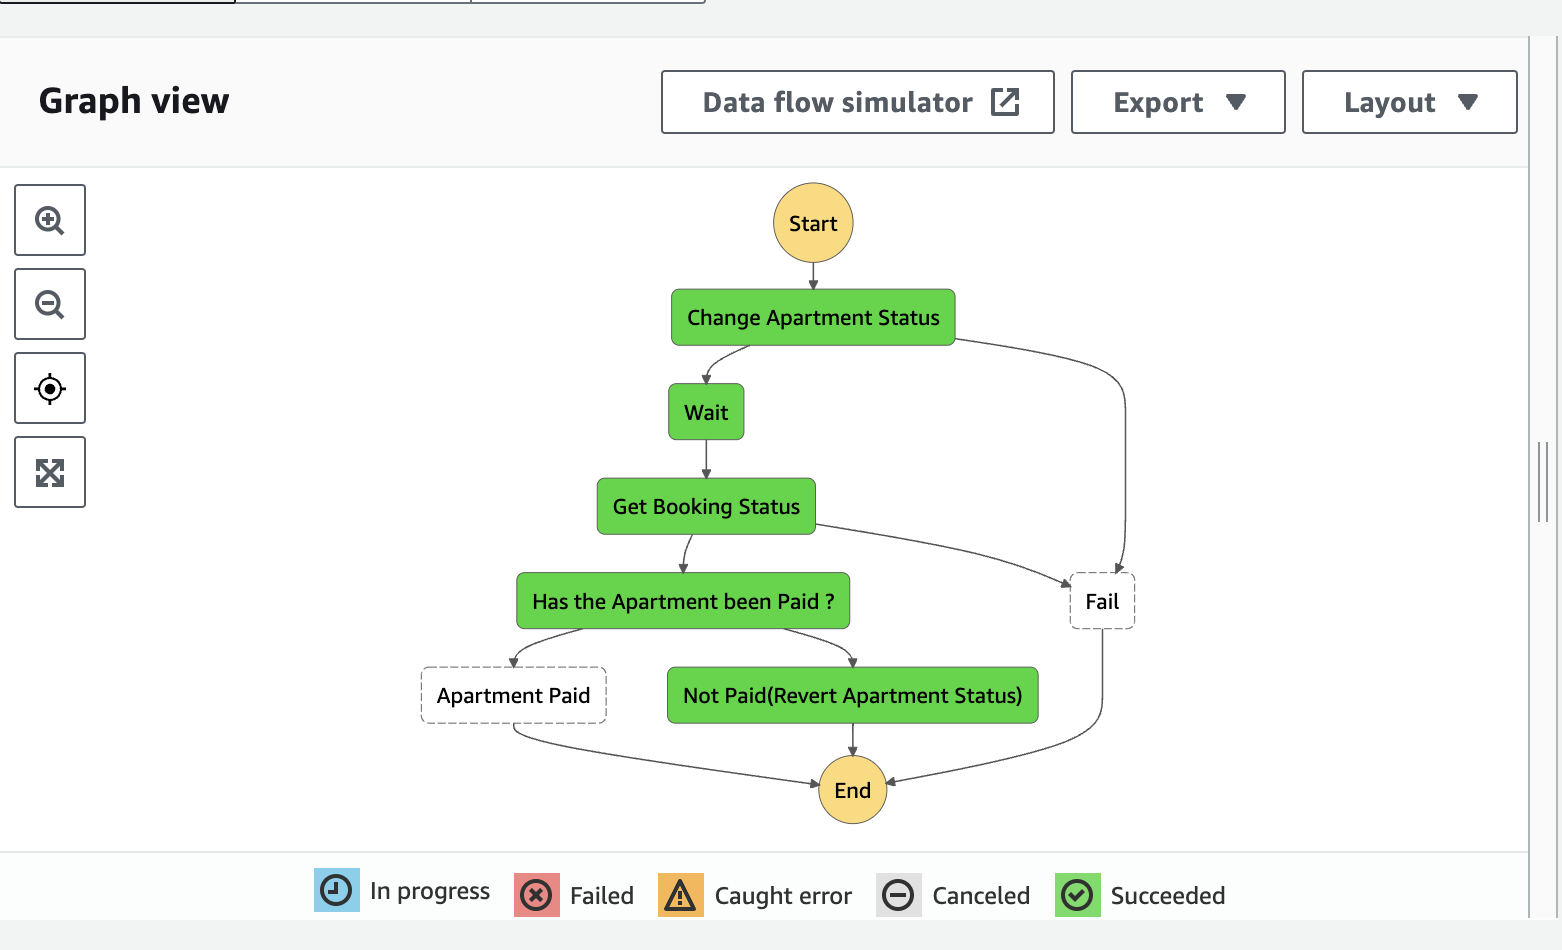 Graph view
Data flow simulator
Export
Layout
Start
Change Apartment Status
Wait
Get Booking Status
Has the Apartment been Paid ?
Fail
Apartment Paid
Not Paid(Revert Apartment Status)
End
In progress
Failed
Caught error
Canceled
Succeeded